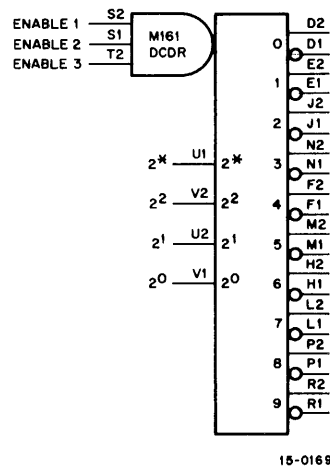 ENABLE 1 S2
ENABLE 2 S1
ENABLE 3 T2
M161
DCDR
2* U1 2*
2² V2 2²
2¹ U2 2¹
2⁰ V1 2⁰
0 D2
D1
1 E2
E1
2 J2
J1
3 N2
N1
4 F2
F1
5 M2
M1
6 H2
H1
7 L2
L1
8 P2
P1
9 R2
R1
15-0169